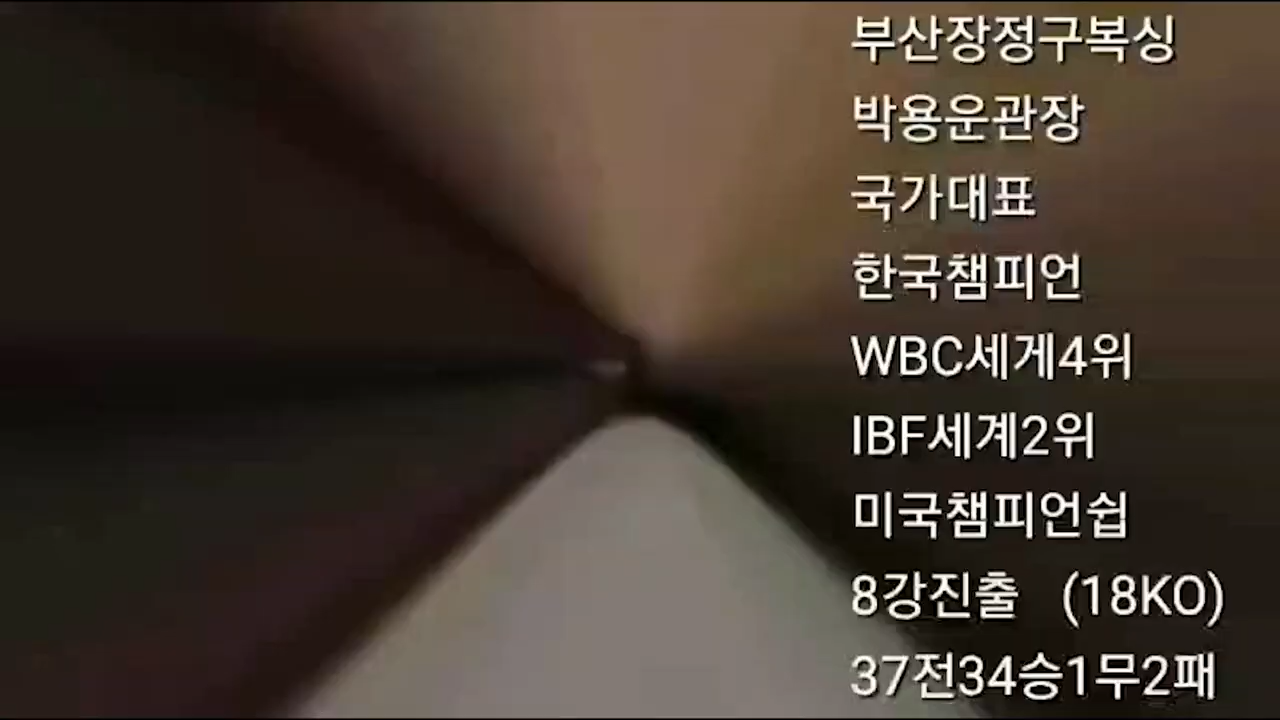 부산장정구복싱
박용운관장
국가대표
한국챔피언
WBC세게4위
IBF세계2위
미국챔피언쉽
8강진출 (18KO)
37전34승1무2패